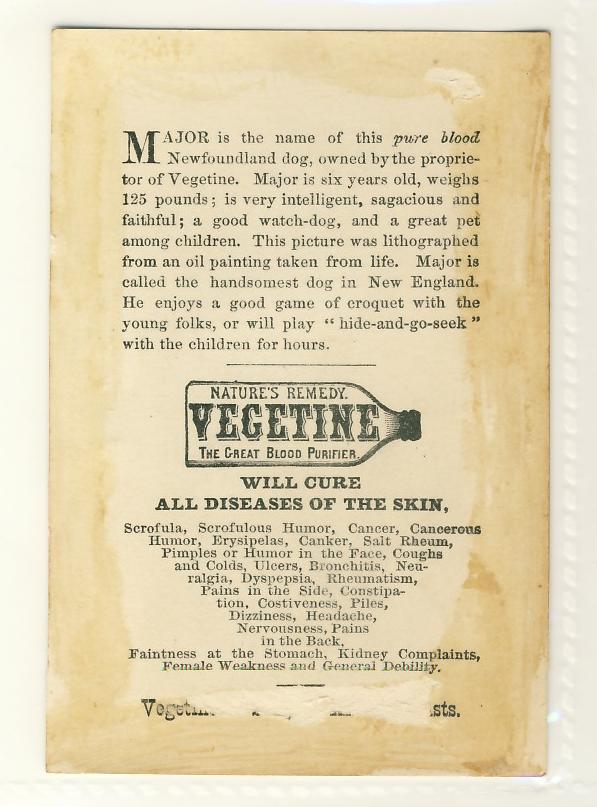 MAJOR is the name of this pure blood
Newfoundland dog, owned by the proprie-
tor of Vegetine. Major is six years old, weighs
125 pounds; is very intelligent, sagacious and
faithful; a good watch-dog, and a great pet
among children. This picture was lithographed
from an oil painting taken from life. Major is
called the handsomest dog in New England.
He enjoys a good game of croquet with the
young folks, or will play “hide-and-go-seek”
with the children for hours.
NATURE'S REMEDY.
VEGETINE
THE GREAT BLOOD PURIFIER.
WILL CURE
ALL DISEASES OF THE SKIN,
Scrofula, Scrofulous Humor, Cancer, Cancerous
Humor, Erysipelas, Canker, Salt Rheum,
Pimples or Humor in the Face, Coughs
and Colds, Ulcers, Bronchitis, Neu-
ralgia, Dyspepsia, Rheumatism,
Pains in the Side, Constipa-
tion, Costiveness, Piles,
Dizziness, Headache,
Nervousness, Pains
in the Back,
Faintness at the Stomach, Kidney Complaints,
Female Weakness and General Debility.